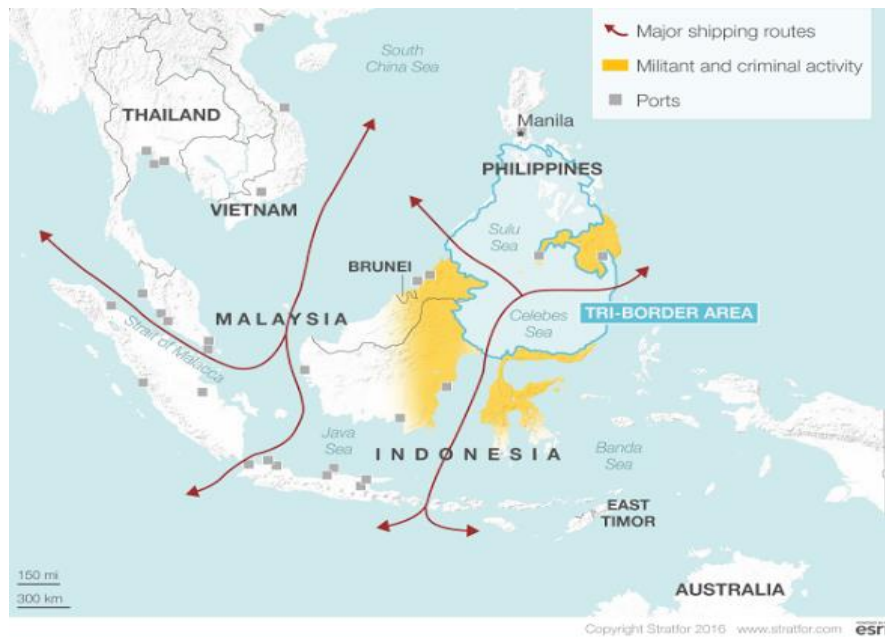 Major shipping routes
Militant and criminal activity
Ports
South
China Sea
THAILAND
Manila
PHILIPPINES
VIETNAM
Sulu
Sea
BRUNEI
MALAYSIA
Celebes
Sea
TRI-BORDER AREA
Strait of Malacca
Java
Sea
INDONESIA
Banda
Sea
EAST
TIMOR
150 mi
300 km
AUSTRALIA
Copyright Stratfor 2016 www.stratfor.com
esri